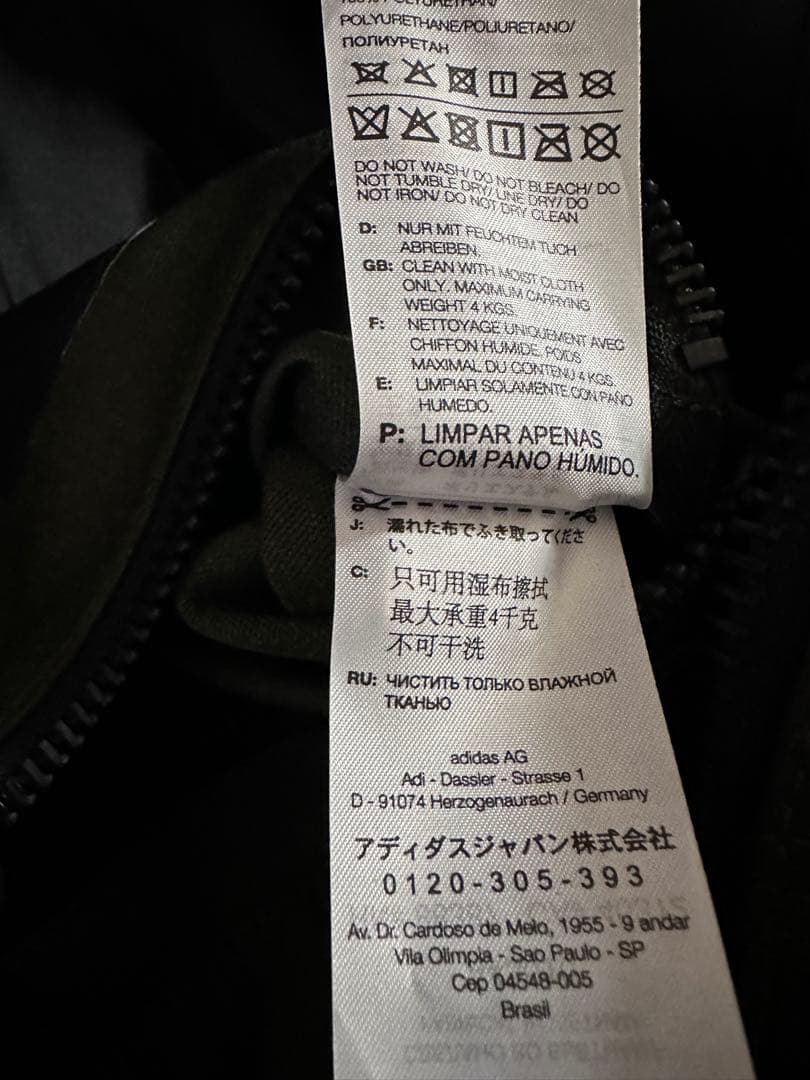 100% POLYURETHAN/
POLYURETHANE/POLIURETANO/
ПОЛИУРЕТАН
DO NOT WASH/ DO NOT BLEACH/ DO
NOT TUMBLE DRY/ LINE DRY/ DO
NOT IRON/ DO NOT DRY CLEAN
D: NUR MIT FEUCHTEM TUCH
ABREIBEN.
GB: CLEAN WITH MOIST CLOTH
ONLY. MAXIMUM CARRYING
WEIGHT 4 KGS.
F: NETTOYAGE UNIQUEMENT AVEC
CHIFFON HUMIDE. POIDS
MAXIMAL DU CONTENU 4 KGS.
E: LIMPIAR SOLAMENTE CON PAÑO
HUMEDO.
P: LIMPAR APENAS
COM PANO HÚMIDO.
J: 濡れた布でふき取ってくださ
い。
C: 只可用湿布擦拭
最大承重4千克
不可干洗
RU: ЧИСТИТЬ ТОЛЬКО ВЛАЖНОЙ
ТКАНЬЮ
adidas AG
Adi - Dassler - Strasse 1
D - 91074 Herzogenaurach / Germany
アディダスジャパン株式会社
0120-305-393
Av. Dr. Cardoso de Melo, 1955 - 9 andar
Vila Olimpia - Sao Paulo - SP
Cep 04548-005
Brasil